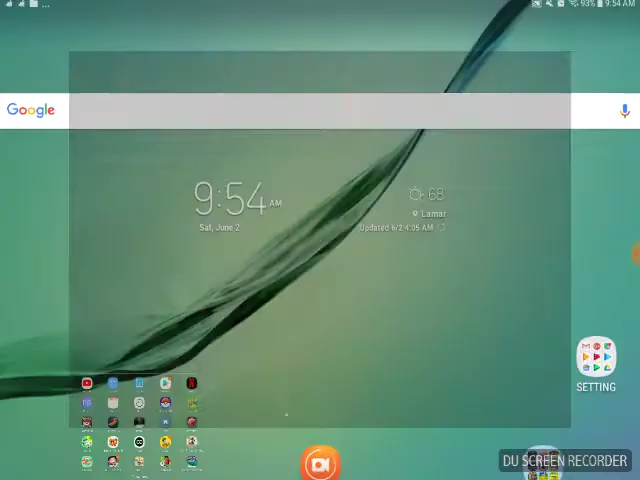 93% 9:54 AM
Google
9:54 AM
68
Sat, June 2
Lamar
Updated 6/2 4:05 AM
SETTING
DU SCREEN RECORDER